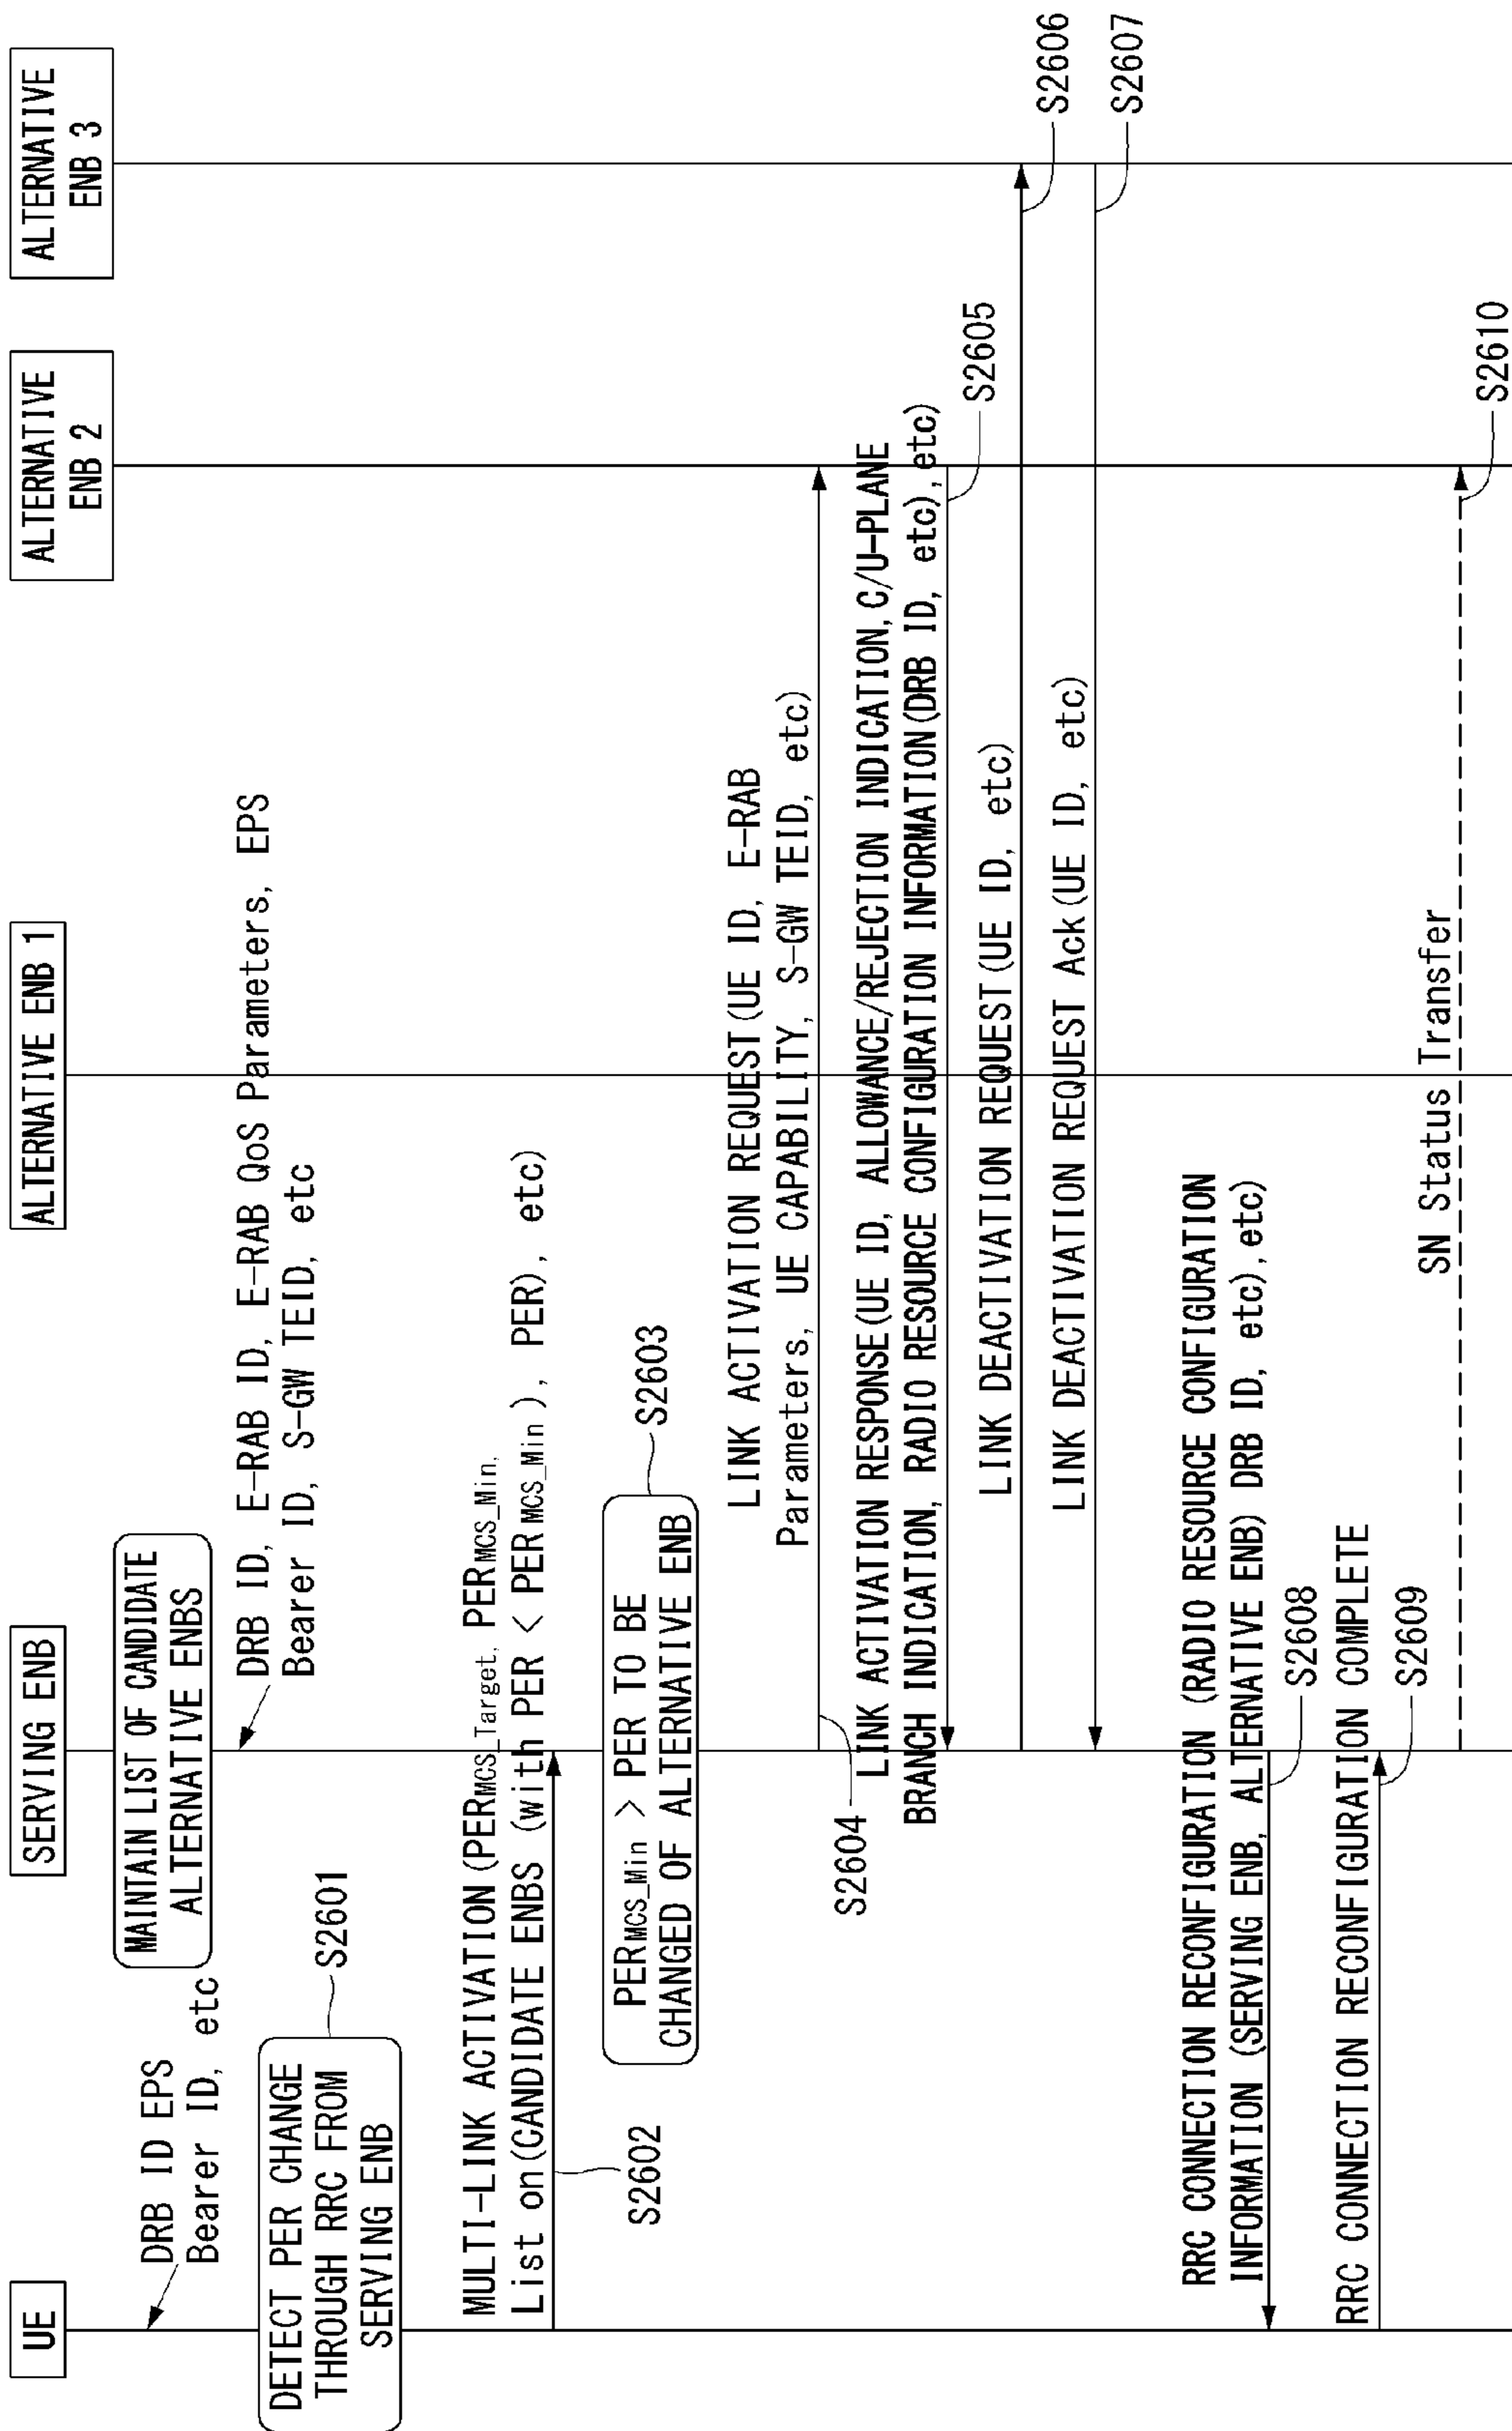 UE
SERVING ENB
ALTERNATIVE ENB 1
ALTERNATIVE
ENB 2
ALTERNATIVE
ENB 3
MAINTAIN LIST OF CANDIDATE
ALTERNATIVE ENBS
DRB ID EPS
Bearer ID, etc
DRB ID, E-RAB ID, E-RAB QoS Parameters, EPS
Bearer ID, S-GW TEID, etc
DETECT PER CHANGE
THROUGH RRC FROM
SERVING ENB
S2601
MULTI-LINK ACTIVATION(PERMCS_Target, PERMCS_Min,
List on(CANDIDATE ENBS (with PER < PERMCS_Min), PER), etc)
S2602
PERMCS_Min > PER TO BE
CHANGED OF ALTERNATIVE ENB
S2603
LINK ACTIVATION REQUEST(UE ID, E-RAB
Parameters, UE CAPABILITY, S-GW TEID, etc)
S2604
LINK ACTIVATION RESPONSE(UE ID, ALLOWANCE/REJECTION INDICATION,C/U-PLANE
BRANCH INDICATION, RADIO RESOURCE CONFIGURATION INFORMATION(DRB ID, etc),etc)
S2605
LINK DEACTIVATION REQUEST(UE ID, etc)
S2606
LINK DEACTIVATION REQUEST Ack(UE ID, etc)
S2607
RRC CONNECTION RECONFIGURATION (RADIO RESOURCE CONFIGURATION
INFORMATION (SERVING ENB, ALTERNATIVE ENB) DRB ID, etc),etc)
S2608
RRC CONNECTION RECONFIGURATION COMPLETE
S2609
SN Status Transfer
S2610